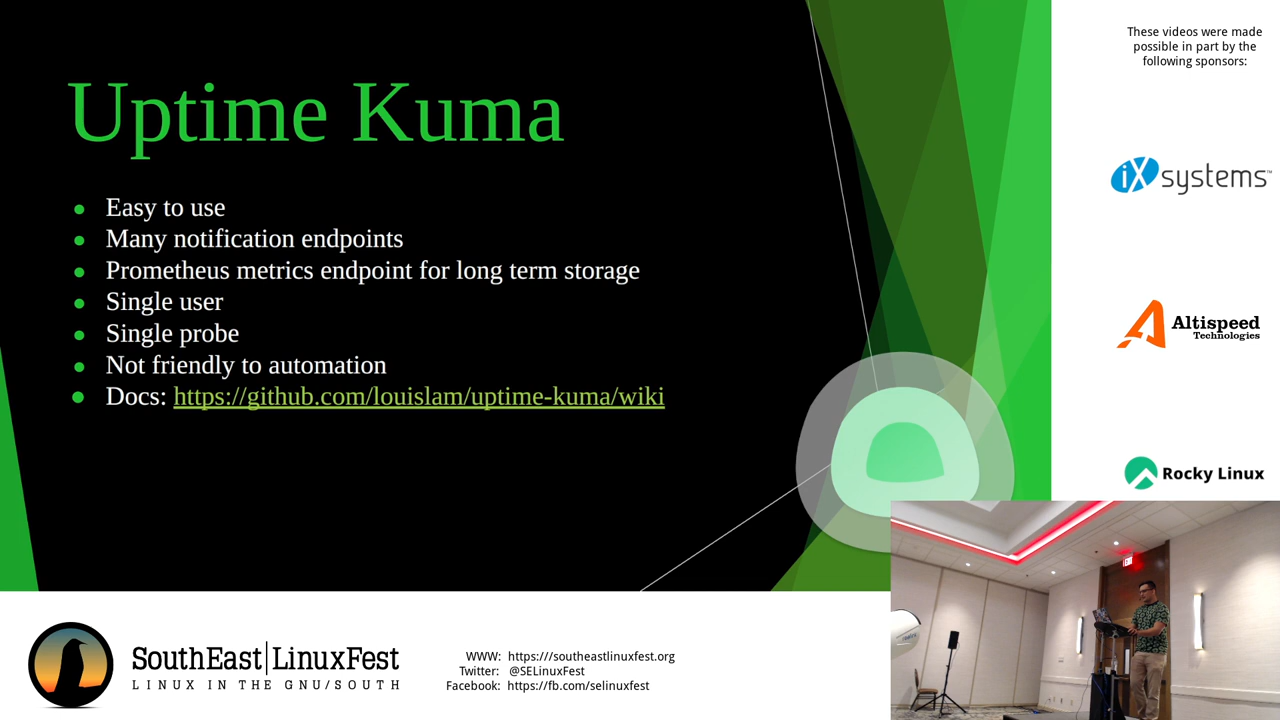 Uptime Kuma
Easy to use
Many notification endpoints
Prometheus metrics endpoint for long term storage
Single user
Single probe
Not friendly to automation
Docs: https://github.com/louislam/uptime-kuma/wiki
These videos were made
possible in part by the
following sponsors:
iXsystems™
Altispeed
Technologies
Rocky Linux
EXIT
SouthEast|LinuxFest
LINUX IN THE GNU/SOUTH
WWW: https:///southeastlinuxfest.org
Twitter: @SELinuxFest
Facebook: https://fb.com/selinuxfest